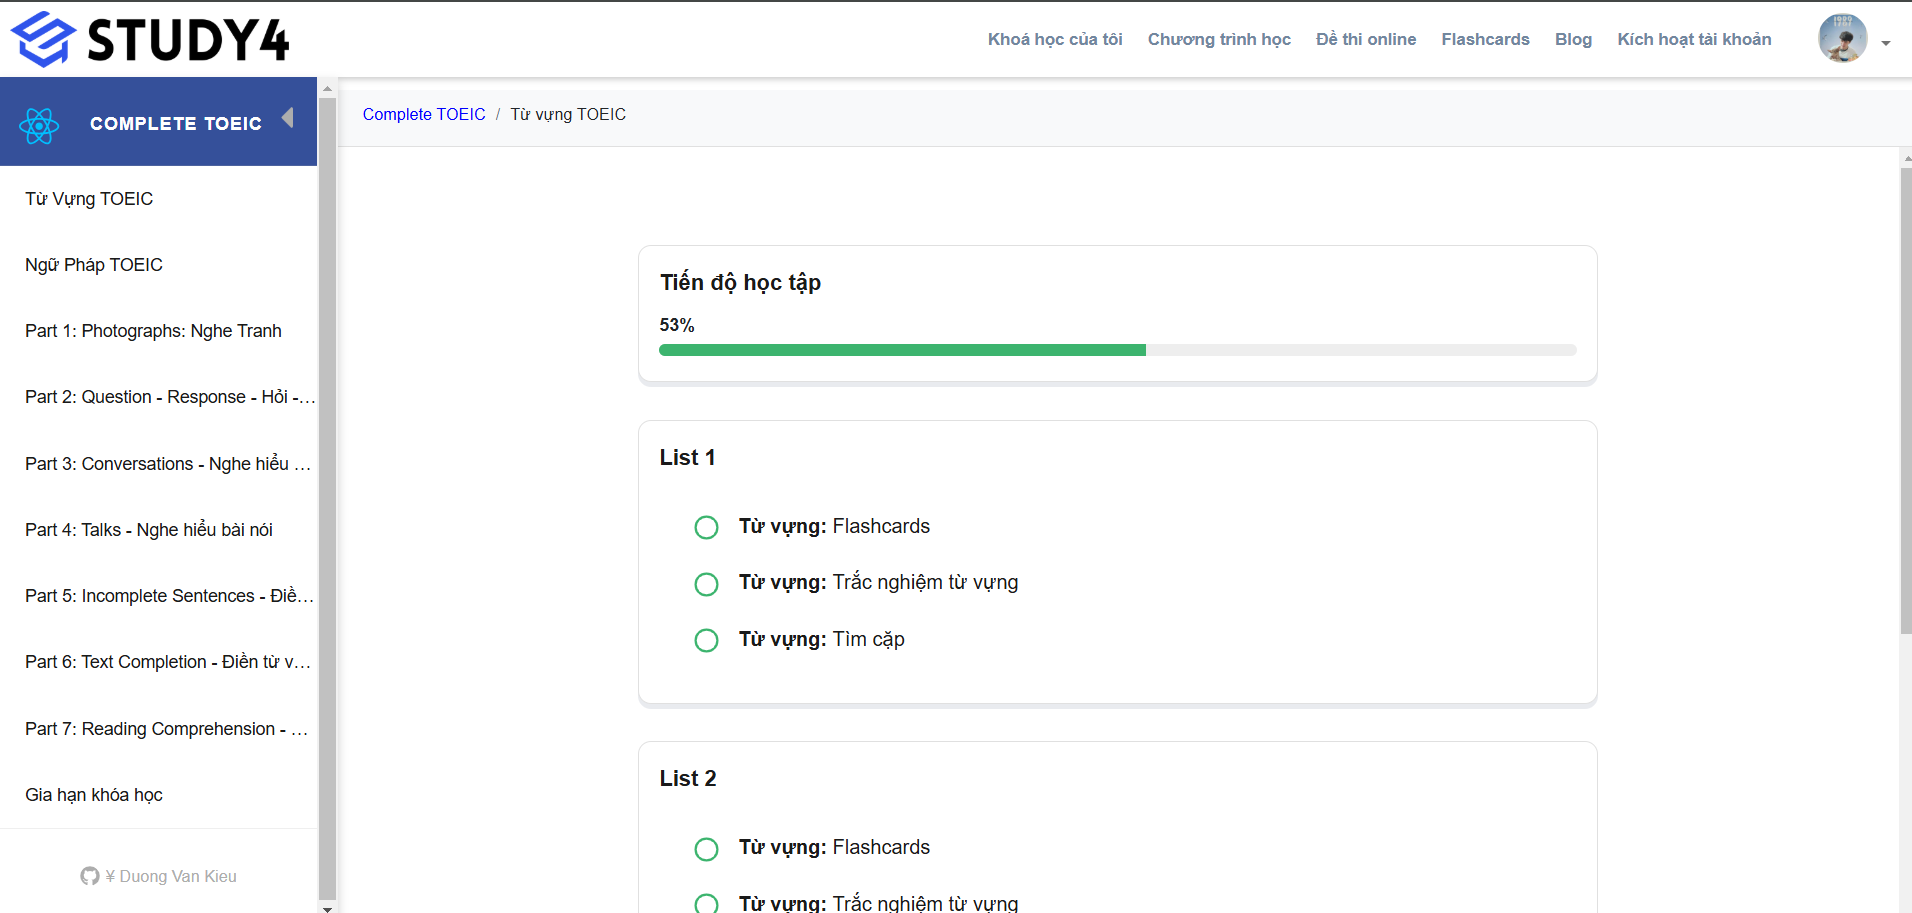 STUDY4
Khoá học của tôi
Chương trình học
Đề thi online
Flashcards
Blog
Kích hoạt tài khoản
COMPLETE TOEIC
Từ Vựng TOEIC
Ngữ Pháp TOEIC
Part 1: Photographs: Nghe Tranh
Part 2: Question - Response - Hỏi -…
Part 3: Conversations - Nghe hiểu …
Part 4: Talks - Nghe hiểu bài nói
Part 5: Incomplete Sentences - Điề…
Part 6: Text Completion - Điền từ v…
Part 7: Reading Comprehension - …
Gia hạn khóa học
¥ Duong Van Kieu
Complete TOEIC / Từ vựng TOEIC
Tiến độ học tập
53%
List 1
Từ vựng: Flashcards
Từ vựng: Trắc nghiệm từ vựng
Từ vựng: Tìm cặp
List 2
Từ vựng: Flashcards
Từ vựng: Trắc nghiệm từ vựng